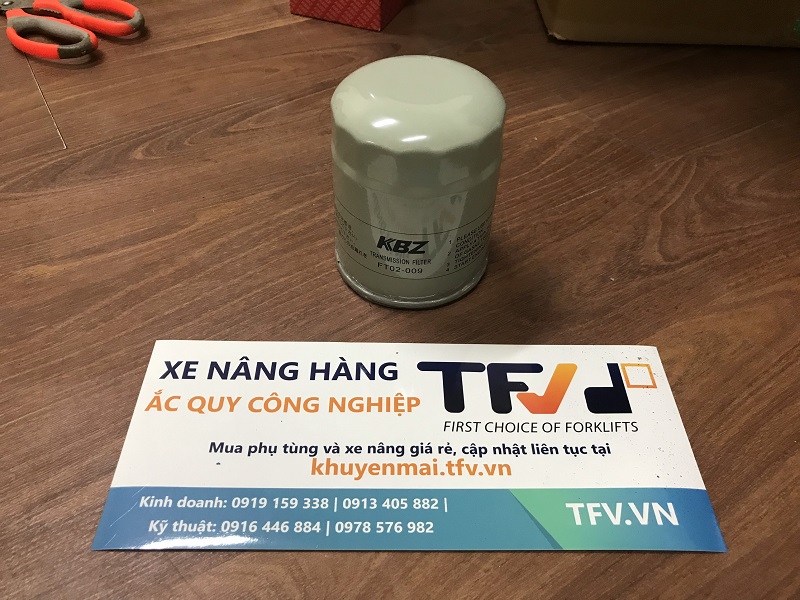 KBZ
TRANSMISSION FILTER
FT02-009
XE NÂNG HÀNG
ẮC QUY CÔNG NGHIỆP
TFV
FIRST CHOICE OF FORKLIFTS
Mua phụ tùng và xe nâng giá rẻ, cập nhật liên tục tại
khuyenmai.tfv.vn
Kinh doanh: 0919 159 338 | 0913 405 882 |
Kỹ thuật: 0916 446 884 | 0978 576 982
TFV.VN